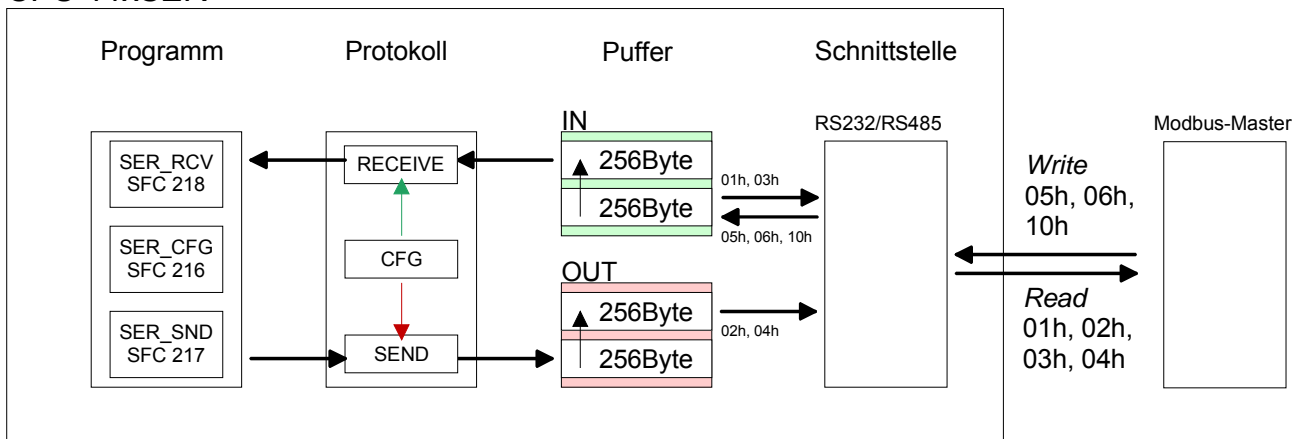 Programm
Protokoll
Puffer
Schnittstelle
IN
RS232/RS485
Modbus-Master
SER_RCV
SFC 218
RECEIVE
256Byte
256Byte
01h, 03h
05h, 06h, 10h
Write
05h, 06h,
10h
SER_CFG
SFC 216
CFG
OUT
SER_SND
SFC 217
SEND
256Byte
256Byte
02h, 04h
Read
01h, 02h,
03h, 04h